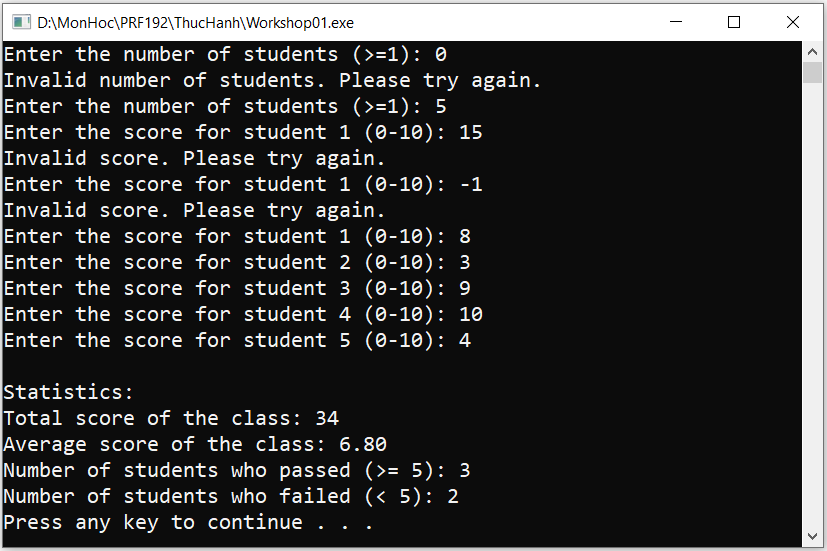 D:\MonHoc\PRF192\ThucHanh\Workshop01.exe
Enter the number of students (>=1): 0
Invalid number of students. Please try again.
Enter the number of students (>=1): 5
Enter the score for student 1 (0-10): 15
Invalid score. Please try again.
Enter the score for student 1 (0-10): -1
Invalid score. Please try again.
Enter the score for student 1 (0-10): 8
Enter the score for student 2 (0-10): 3
Enter the score for student 3 (0-10): 9
Enter the score for student 4 (0-10): 10
Enter the score for student 5 (0-10): 4
Statistics:
Total score of the class: 34
Average score of the class: 6.80
Number of students who passed (>= 5): 3
Number of students who failed (< 5): 2
Press any key to continue . . .